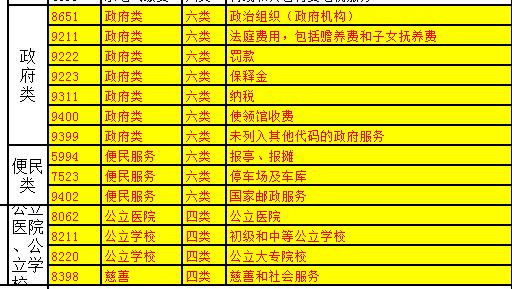 政府类
8651 政府类 六类 政治组织（政府机构）
9211 政府类 六类 法庭费用，包括赡养费和子女抚养费
9222 政府类 六类 罚款
9223 政府类 六类 保释金
9311 政府类 六类 纳税
9400 政府类 六类 使领馆收费
9399 政府类 六类 未列入其他代码的政府服务
便民类
5994 便民服务 六类 报亭、报摊
7523 便民服务 六类 停车场及车库
9402 便民服务 六类 国家邮政服务
公立医院、公立学校
8062 公立医院 四类 公立医院
8211 公立学校 四类 初级和中等公立学校
8220 公立学校 四类 公立大专院校
8398 慈善 四类 慈善和社会服务